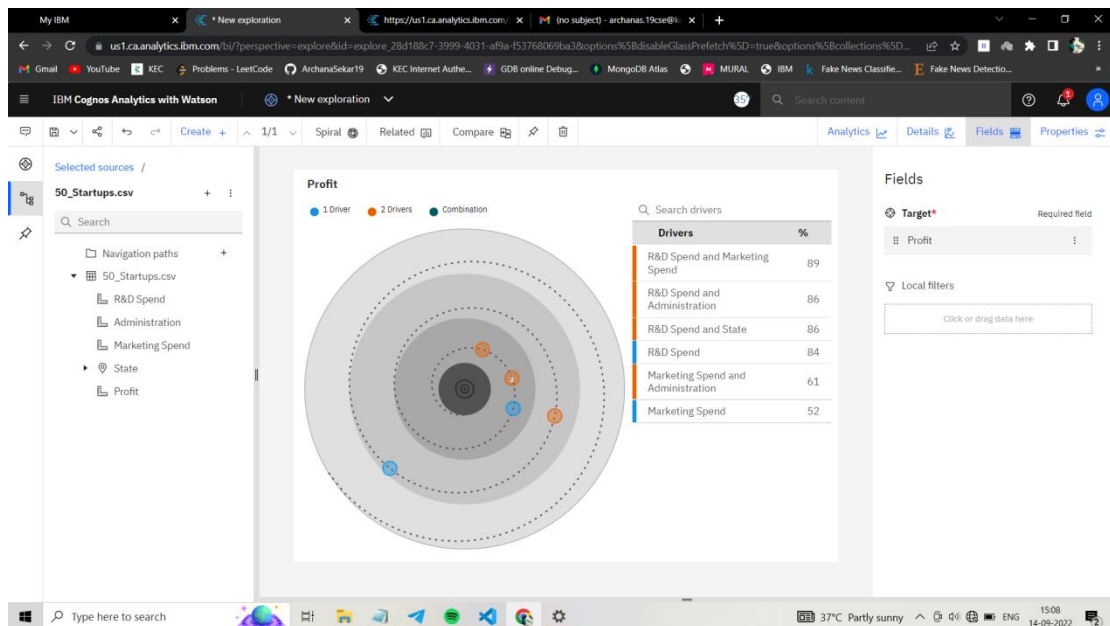 My IBM
* New exploration
https://us1.ca.analytics.ibm.com/
(no subject) - archanas.19cse@k
us1.ca.analytics.ibm.com/bi/?perspective=explore&id=explore_28d188c7-3999-4031-af9a-f53768069ba3&options%5BdisableGlassPrefetch%5D=true&options%5Bcollections%5D...
Gmail YouTube KEC Problems - LeetCode ArchanaSekar19 KEC Internet Authe... GDB online Debug... MongoDB Atlas MURAL IBM Fake News Classifie... Fake News Detectio... »
IBM Cognos Analytics with Watson * New exploration 35 Search content 1
Create + 1/1 Spiral Related Compare Analytics Details Fields Properties
Selected sources /
50_Startups.csv
Search
Navigation paths
50_Startups.csv
R&D Spend
Administration
Marketing Spend
State
Profit
Profit
1 Driver 2 Drivers Combination
2
Search drivers
Drivers %
R&D Spend and Marketing
Spend 89
R&D Spend and
Administration 86
R&D Spend and State 86
R&D Spend 84
Marketing Spend and
Administration 61
Marketing Spend 52
Fields
Target* Required field
Profit
Local filters
Click or drag data here
Type here to search
37°C Partly sunny ENG
15:08
14-09-2022
2